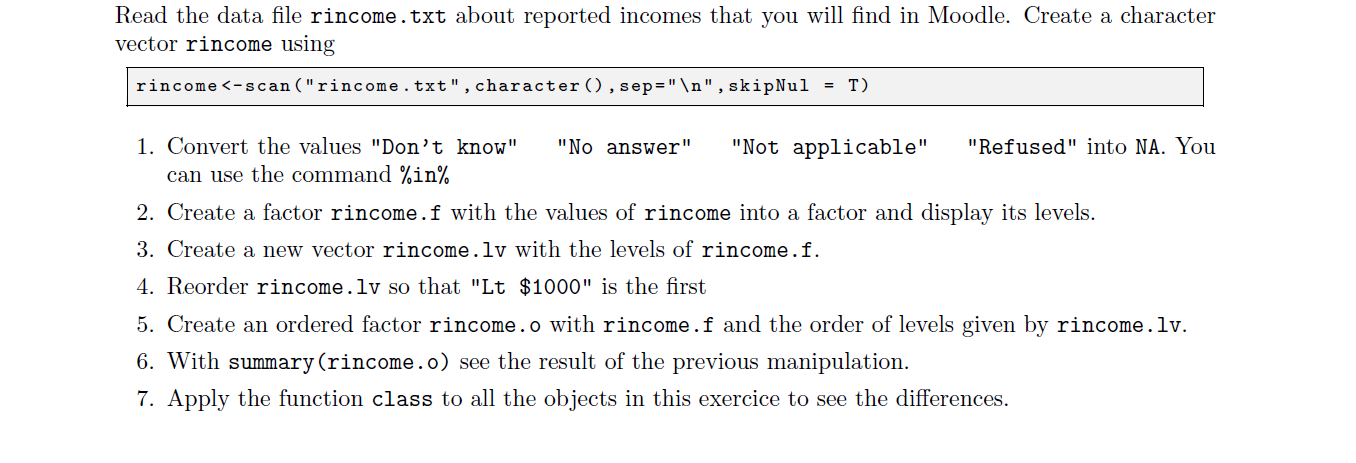 Read the data file rincome.txt about reported incomes that you will find in Moodle. Create a character
vector rincome using
rincome<-scan("rincome.txt",character(),sep="\n",skipNul = T)
1. Convert the values "Don't know" "No answer" "Not applicable" "Refused" into NA. You
can use the command %in%
2. Create a factor rincome.f with the values of rincome into a factor and display its levels.
3. Create a new vector rincome.lv with the levels of rincome.f.
4. Reorder rincome.lv so that "Lt $1000" is the first
5. Create an ordered factor rincome.o with rincome.f and the order of levels given by rincome.lv.
6. With summary(rincome.o) see the result of the previous manipulation.
7. Apply the function class to all the objects in this exercice to see the differences.